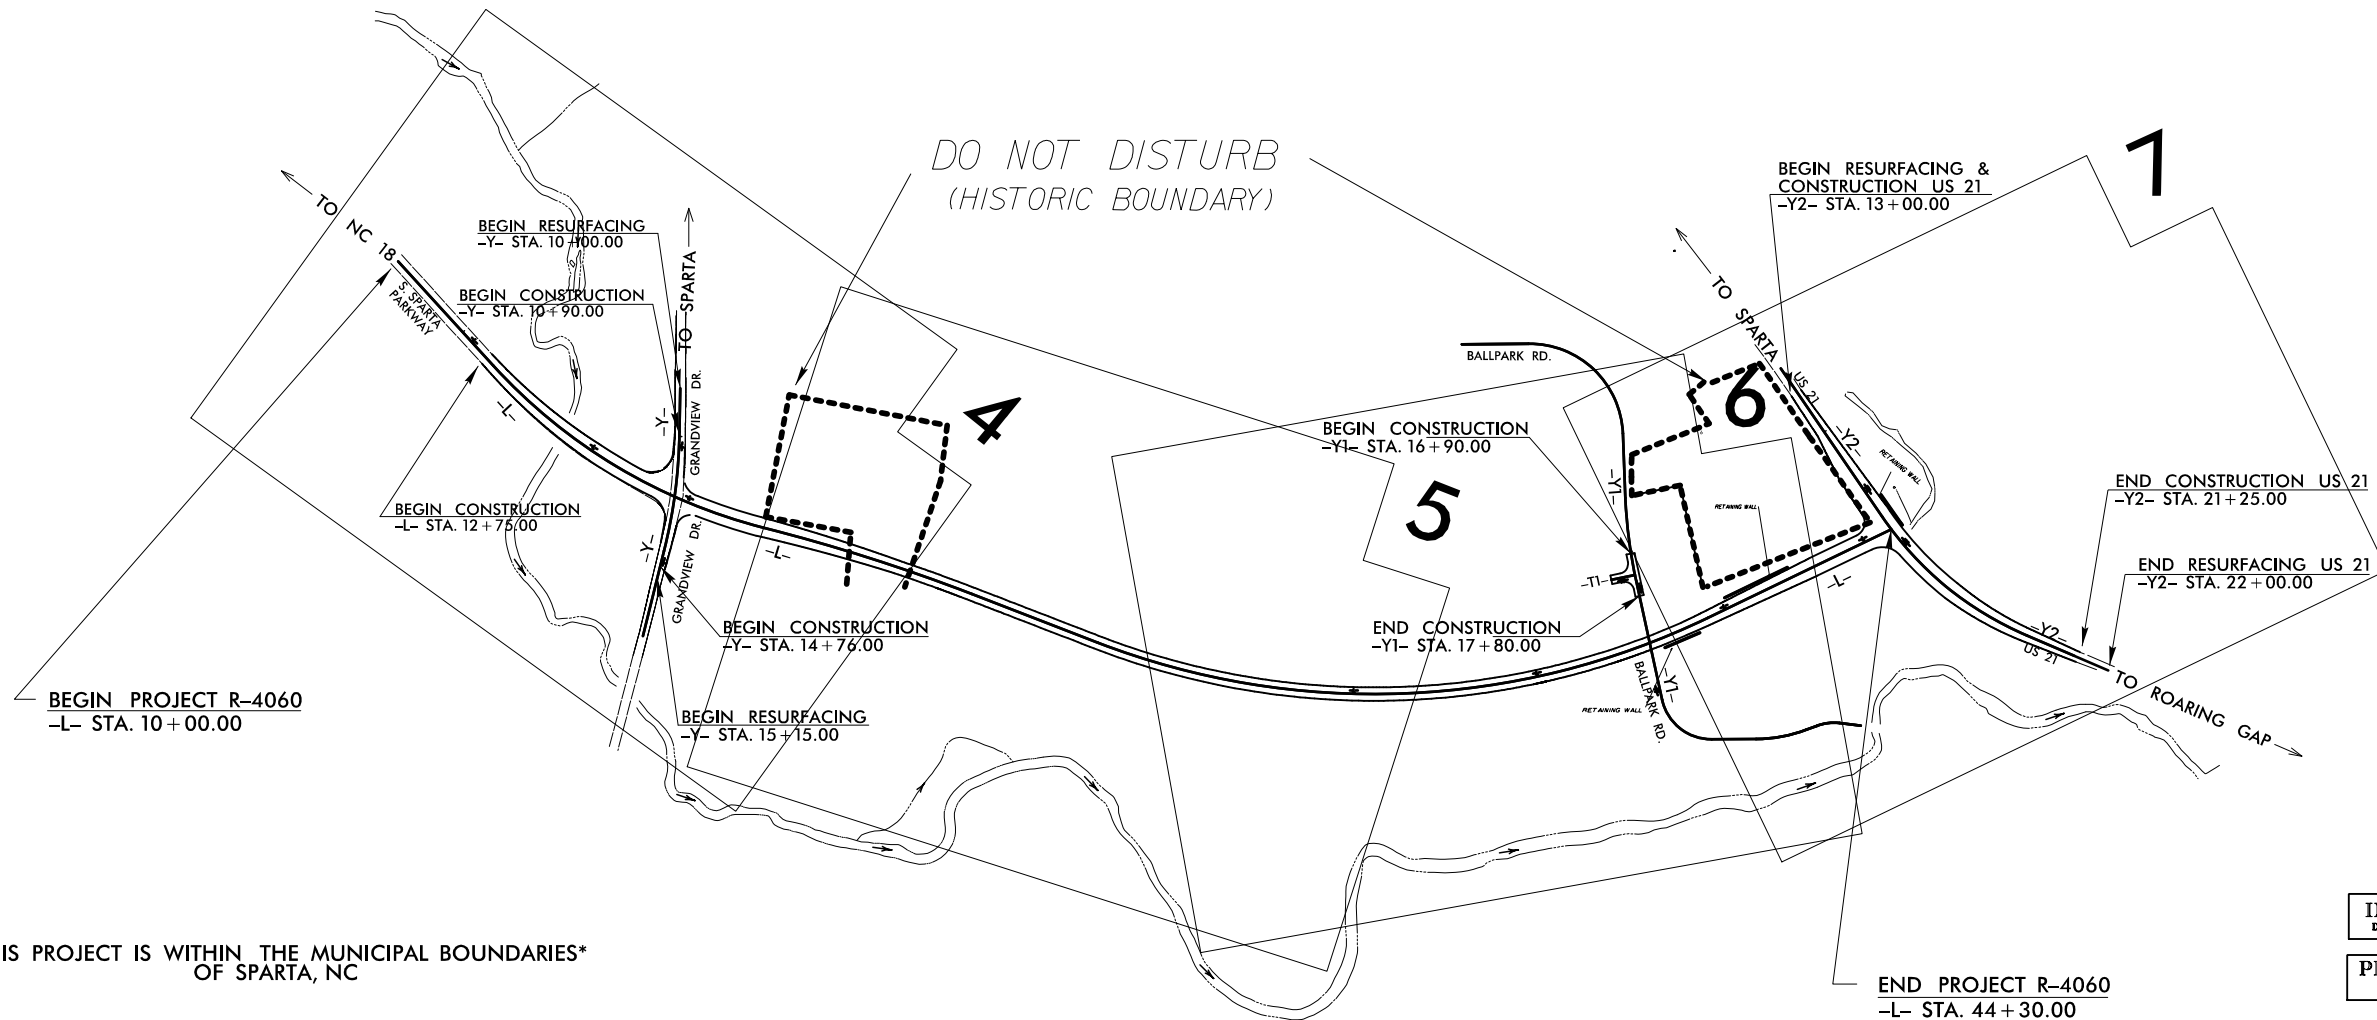 DO NOT DISTURB
(HISTORIC BOUNDARY)
7
BEGIN RESURFACING &
CONSTRUCTION US 21
-Y2- STA. 13+00.00
TO NC 18
S. SPARTA
PARKWAY
BEGIN RESURFACING
-Y- STA. 10+00.00
BEGIN CONSTRUCTION
-Y- STA. 10+90.00
TO SPARTA
GRANDVIEW DR.
-Y-
-L-
BEGIN CONSTRUCTION
-L- STA. 12+75.00
-Y-
GRANDVIEW DR.
-L-
4
BEGIN CONSTRUCTION
-Y- STA. 14+76.00
BEGIN RESURFACING
-Y- STA. 15+15.00
BEGIN PROJECT R-4060
-L- STA. 10+00.00
5
BALLPARK RD.
BEGIN CONSTRUCTION
-Y1- STA. 16+90.00
-Y1-
-T1-
END CONSTRUCTION
-Y1- STA. 17+80.00
BALLPARK RD.
-Y1-
RETAINING WALL
RETAINING WALL
6
TO SPARTA
US 21
-Y2-
RETAINING WALL
-L-
END CONSTRUCTION US 21
-Y2- STA. 21+25.00
END RESURFACING US 21
-Y2- STA. 22+00.00
-Y2-
US 21
TO ROARING GAP
IS PROJECT IS WITHIN THE MUNICIPAL BOUNDARIES*
OF SPARTA, NC
END PROJECT R-4060
-L- STA. 44+30.00